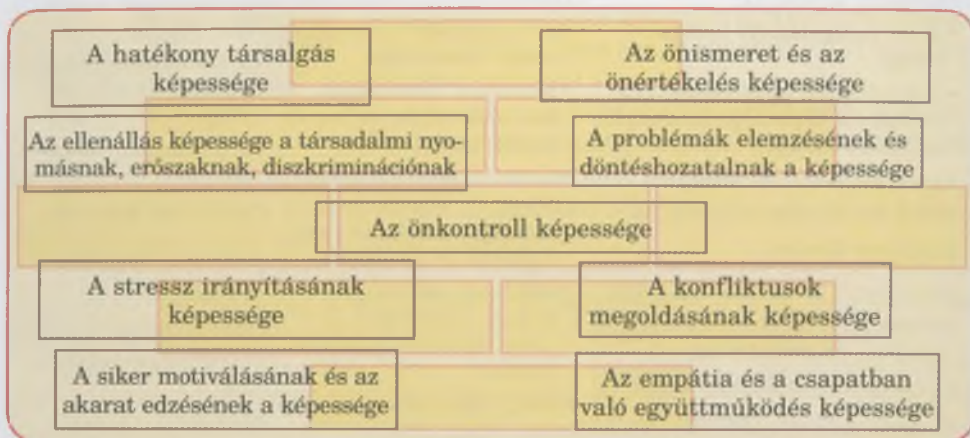 A hatékony társalgás
képessége
Az önismeret és az
önértékelés képessége
Az ellenállás képessége a társadalmi nyo-
másnak, erőszaknak, diszkriminációnak
A problémák elemzésének és
döntéshozatalnak a képessége
Az önkontroll képessége
A stressz irányításának
képessége
A konfliktusok
megoldásának képessége
A siker motiválásának és az
akarat edzésének a képessége
Az empátia és a csapatban
való együttműködés képessége